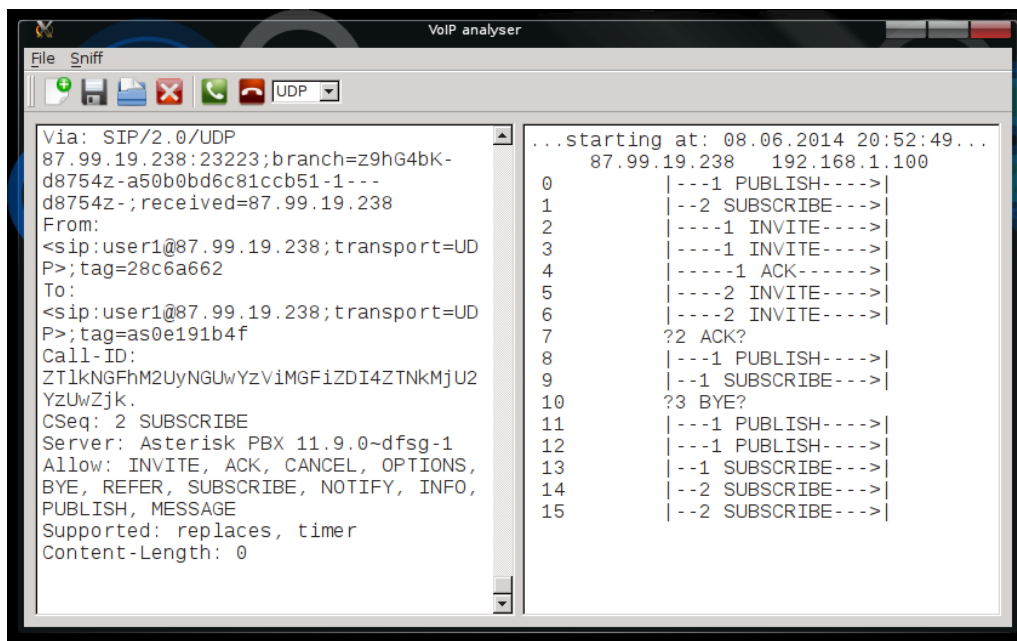 VoIP analyser
File Sniff
UDP
Via: SIP/2.0/UDP
87.99.19.238:23223;branch=z9hG4bK-
d8754z-a50b0bd6c81ccb51-1---
d8754z-;received=87.99.19.238
From:
<sip:user1@87.99.19.238;transport=UD
P>;tag=28c6a662
To:
<sip:user1@87.99.19.238;transport=UD
P>;tag=as0e191b4f
Call-ID:
ZTlkNGFhM2UyNGUwYzViMGFiZDI4ZTNkMjU2
YzUwZjk.
CSeq: 2 SUBSCRIBE
Server: Asterisk PBX 11.9.0~dfsg-1
Allow: INVITE, ACK, CANCEL, OPTIONS,
BYE, REFER, SUBSCRIBE, NOTIFY, INFO,
PUBLISH, MESSAGE
Supported: replaces, timer
Content-Length: 0
...starting at: 08.06.2014 20:52:49...
87.99.19.238 192.168.1.100
0 |---1 PUBLISH---->|
1 |--2 SUBSCRIBE--->|
2 |----1 INVITE---->|
3 |----1 INVITE---->|
4 |-----1 ACK------>|
5 |----2 INVITE---->|
6 |----2 INVITE---->|
7 ?2 ACK?
8 |---1 PUBLISH---->|
9 |--1 SUBSCRIBE--->|
10 ?3 BYE?
11 |---1 PUBLISH---->|
12 |---1 PUBLISH---->|
13 |--1 SUBSCRIBE--->|
14 |--2 SUBSCRIBE--->|
15 |--2 SUBSCRIBE--->|